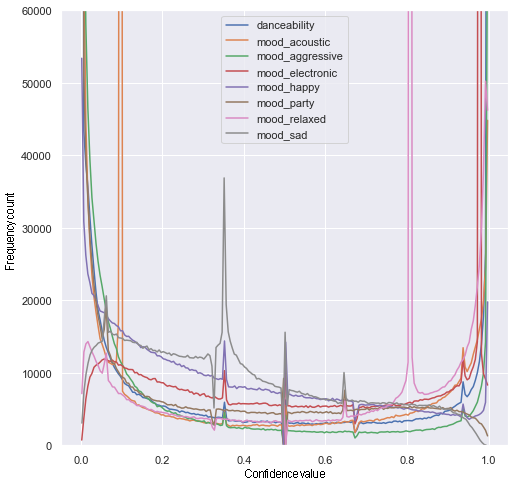 60000
50000
40000
30000
20000
10000
0
Frequency count
danceability
mood_acoustic
mood_aggressive
mood_electronic
mood_happy
mood_party
mood_relaxed
mood_sad
0.0 0.2 0.4 0.6 0.8 1.0
Confidence value